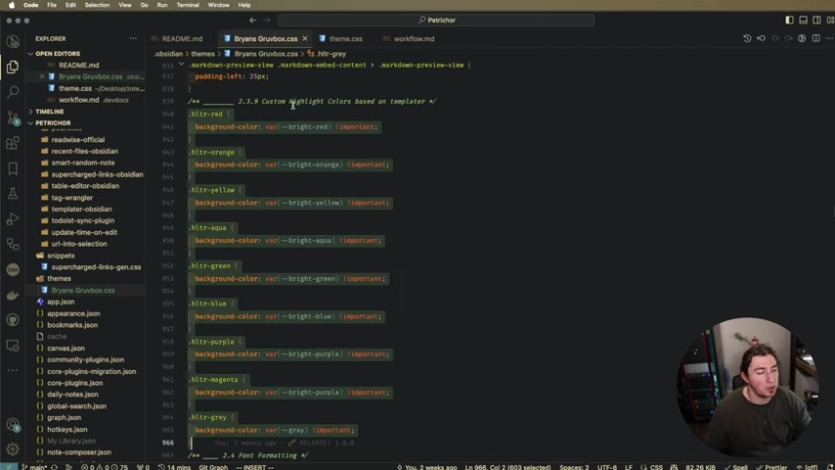 Code File Edit Selection View Go Run Terminal Window Help
Petrichor
EXPLORER
README.md Bryans Gruvbox.css theme.css workflow.md
.obsidian > themes > Bryans Gruvbox.css > .hltr-grey
OPEN EDITORS
README.md
Bryans Gruvbox.css .obsi...
theme.css ~/Desktop/zet...
workflow.md .devdocs
TIMELINE
PETRICHOR
readwise-official
recent-files-obsidian
smart-random-note
supercharged-links-obsidian
table-editor-obsidian
tag-wrangler
templater-obsidian
todoist-sync-plugin
update-time-on-edit
url-into-selection
snippets
supercharged-links-gen.css
themes
Bryans Gruvbox.css
app.json
appearance.json
bookmarks.json
cache
canvas.json
community-plugins.json
core-plugins-migration.json
core-plugins.json
daily-notes.json
global-search.json
graph.json
hotkeys.json
My Library.json
note-composer.json
.markdown-preview-view .markdown-embed-content > .markdown-preview-view {
937 padding-left: 25px;
938 }
939 /** ________ 2.3.9 Custom Highlight Colors based on templater */
940 .hltr-red {
941 background-color: var(--bright-red) !important;
942 }
943 .hltr-orange {
944 background-color: var(--bright-orange) !important;
945 }
946 .hltr-yellow {
947 background-color: var(--bright-yellow) !important;
948 }
949 .hltr-aqua {
950 background-color: var(--bright-aqua) !important;
951 }
952 .hltr-green {
953 background-color: var(--bright-green) !important;
954 }
955 .hltr-blue {
956 background-color: var(--bright-blue) !important;
957 }
958 .hltr-purple {
959 background-color: var(--bright-purple) !important;
960 }
961 .hltr-magenta {
962 background-color: var(--bright-purple) !important;
963 }
964 .hltr-grey {
965 background-color: var(--gray) !important;
966 } You, 2 weeks ago • 🚀 RELEASE: 1.0.0
967 /** ____ 2.4 Font Formatting */
main* 0 0 75 0 14 mins Git Graph -- INSERT -- You, 2 weeks ago Ln 966, Col 2 (603 selected) Spaces: 2 UTF-8 LF CSS 82.26 KiB Spell Prettier [off]